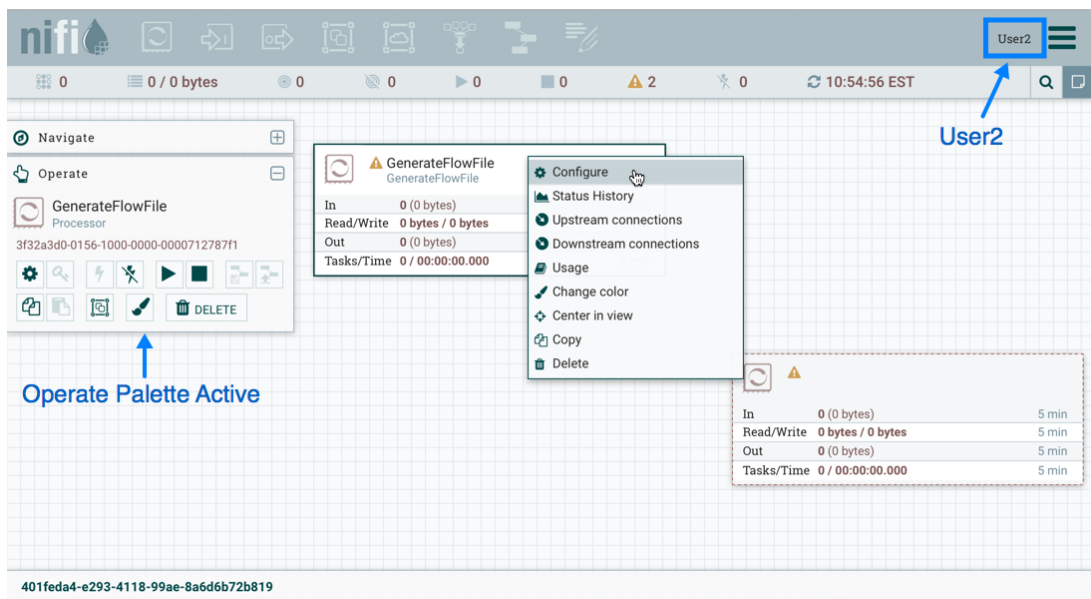 nifi
User2
0
0 / 0 bytes
0
0
0
0
2
0
10:54:56 EST
User2
Navigate
Operate
GenerateFlowFile
Processor
3f32a3d0-0156-1000-0000-0000712787f1
DELETE
Operate Palette Active
GenerateFlowFile
GenerateFlowFile
In 0 (0 bytes)
Read/Write 0 bytes / 0 bytes
Out 0 (0 bytes)
Tasks/Time 0 / 00:00:00.000
Configure
Status History
Upstream connections
Downstream connections
Usage
Change color
Center in view
Copy
Delete
In 0 (0 bytes) 5 min
Read/Write 0 bytes / 0 bytes 5 min
Out 0 (0 bytes) 5 min
Tasks/Time 0 / 00:00:00.000 5 min
401feda4-e293-4118-99ae-8a6d6b72b819